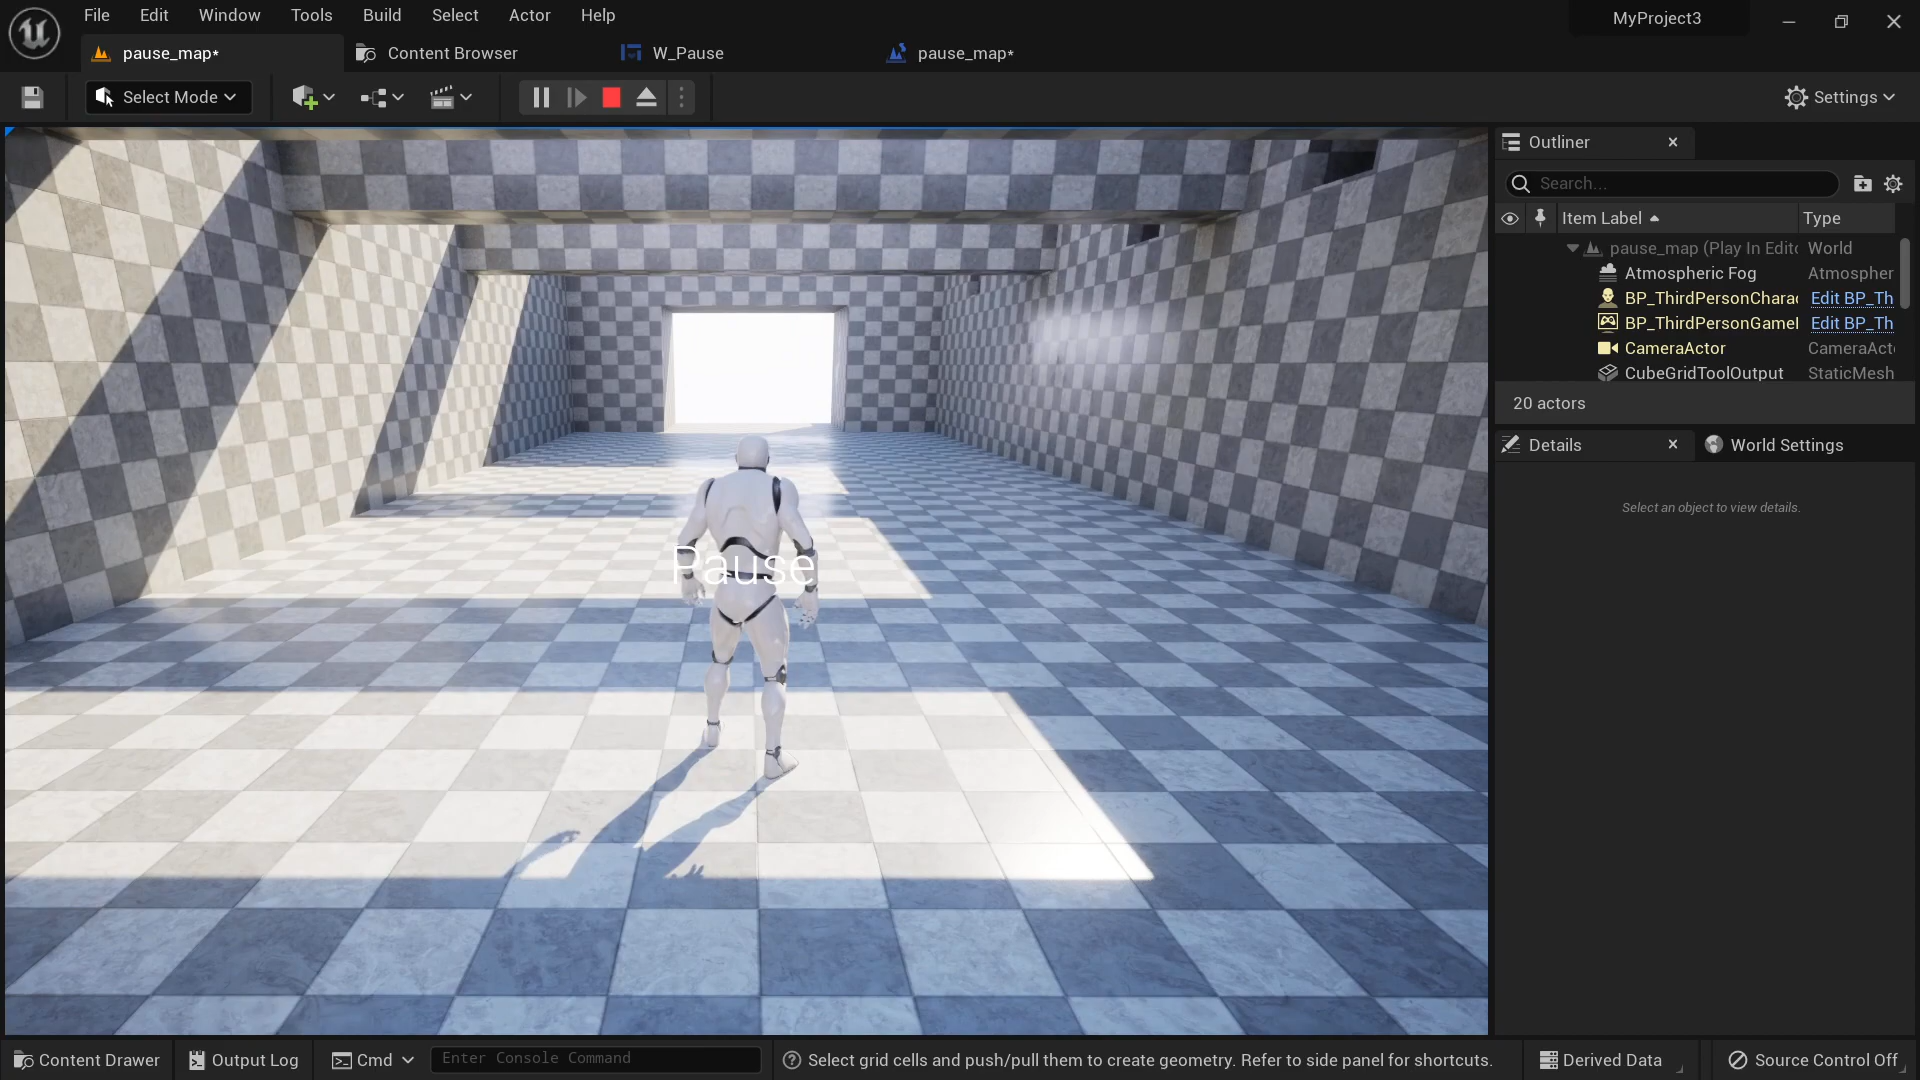 File Edit Window Tools Build Select Actor Help
MyProject3
pause_map*
Content Browser
W_Pause
pause_map*
Select Mode
Settings
Outliner
Search...
Item Label
Type
pause_map (Play In Edito
World
Atmospheric Fog
Atmospher
BP_ThirdPersonCharac
Edit BP_Th
BP_ThirdPersonGameI
Edit BP_Th
CameraActor
CameraActo
CubeGridToolOutput
StaticMesh
20 actors
Details
World Settings
Select an object to view details.
Pause
Content Drawer
Output Log
Cmd
Enter Console Command
Select grid cells and push/pull them to create geometry. Refer to side panel for shortcuts.
Derived Data
Source Control Off